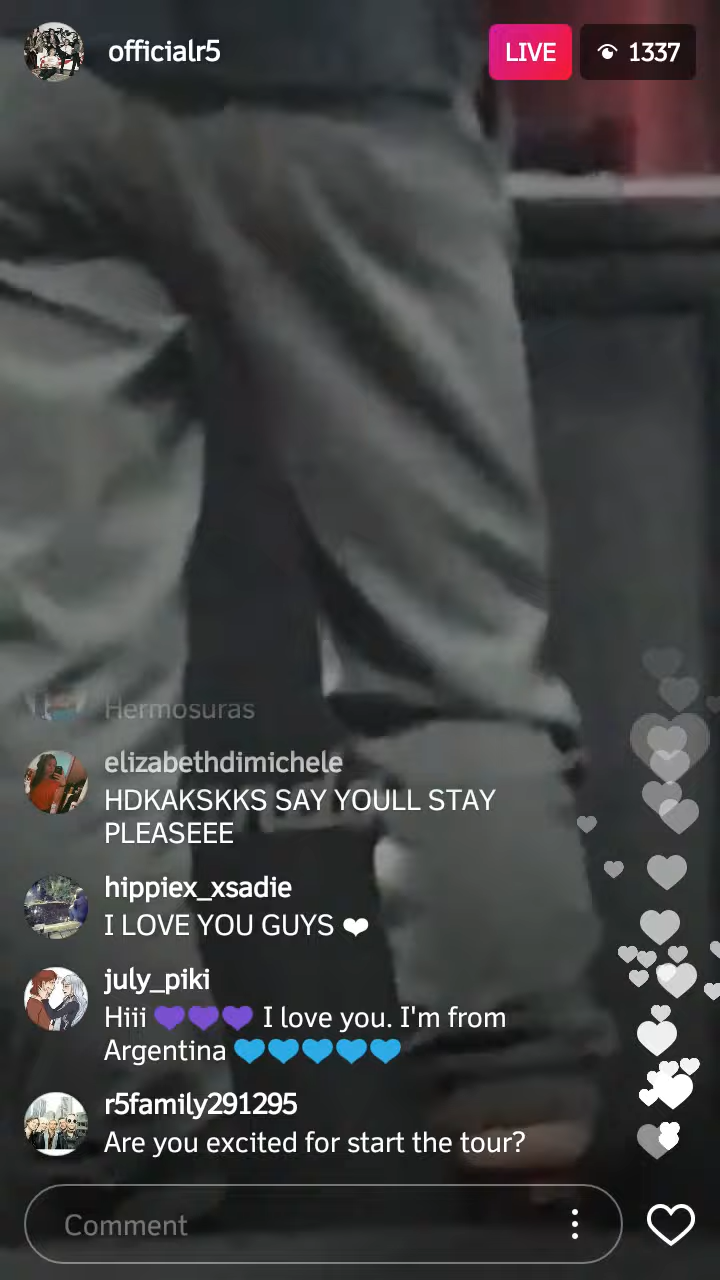 officialr5
LIVE
1337
Hermosuras
elizabethdimichele
HDKAKSKKS SAY YOULL STAY
PLEASEEE
hippiex_xsadie
I LOVE YOU GUYS ❤
july_piki
Hiii 💜💜💜 I love you. I'm from
Argentina 💙💙💙💙💙
r5family291295
Are you excited for start the tour?
Comment